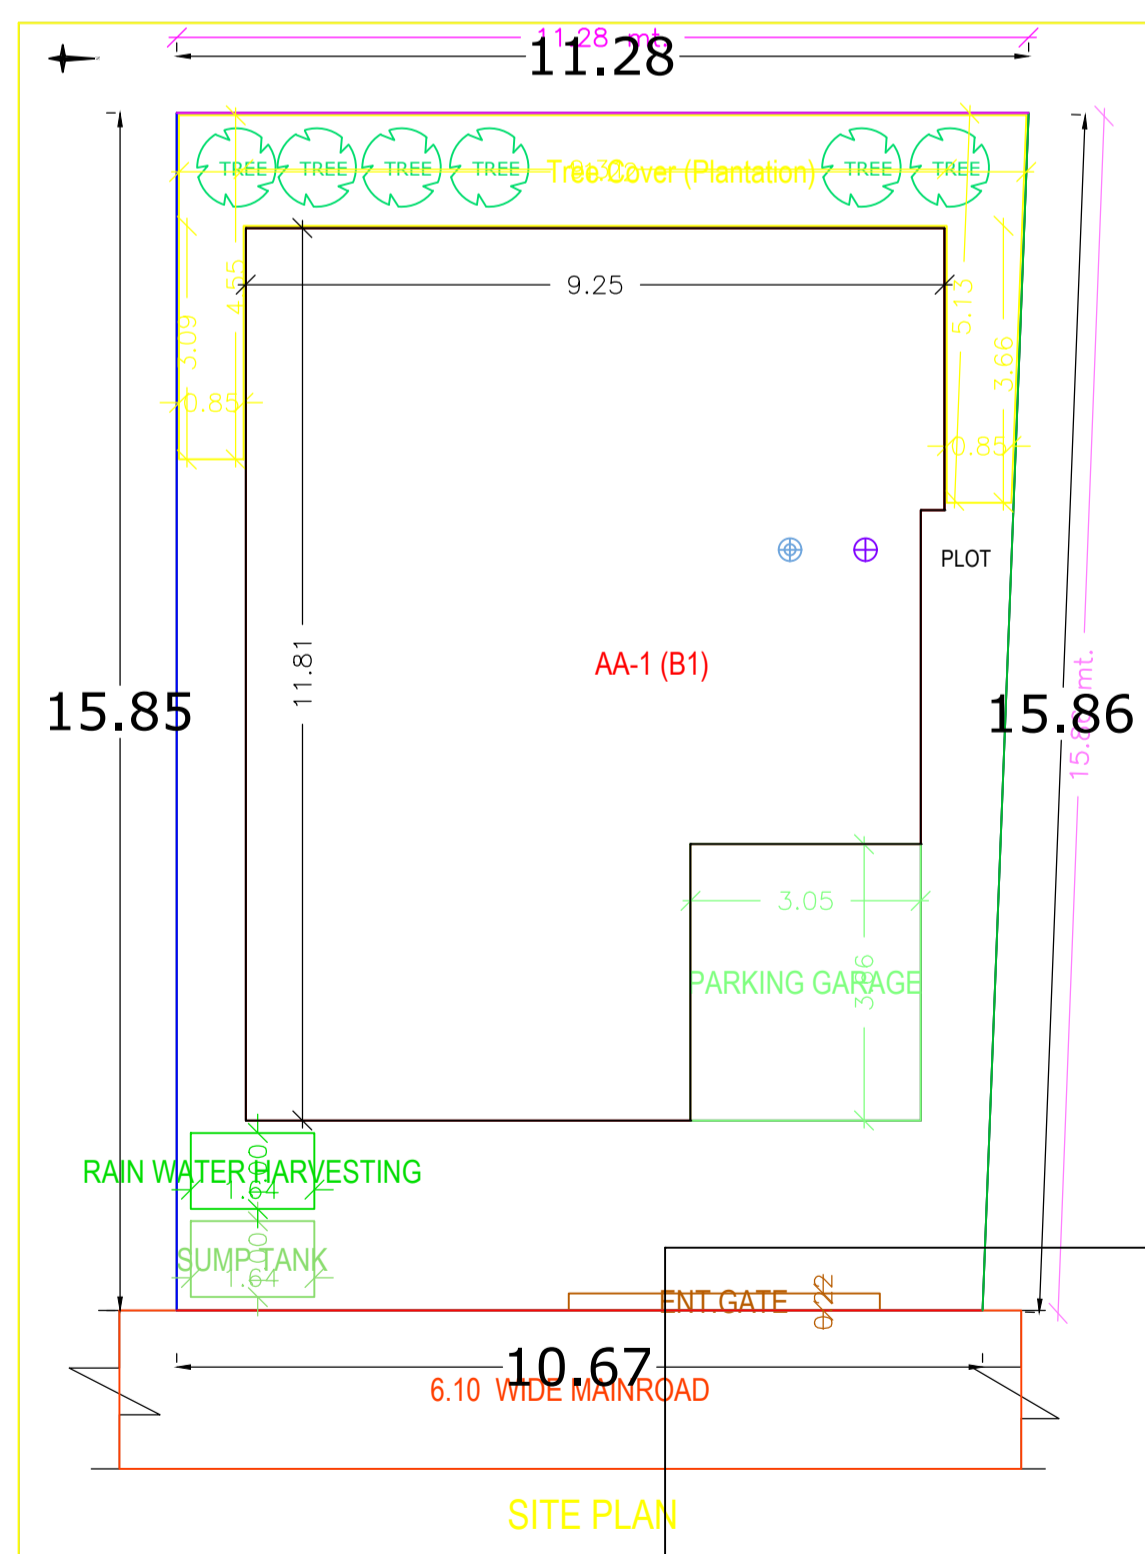 11.28 mt.
11.28
TREE TREE TREE TREE TREE TREE
Tree Cover (Plantation)
9.25
4.55
5.13
3.09
3.66
0.85
0.85
PLOT
AA-1 (B1)
11.81
15.85
15.86
15.86 mt.
3.05
PARKING GARAGE
RAIN WATER HARVESTING
1.64
SUMP TANK
1.64
ENT.GATE
0.22
10.67
6.10 WIDE MAINROAD
SITE PLAN